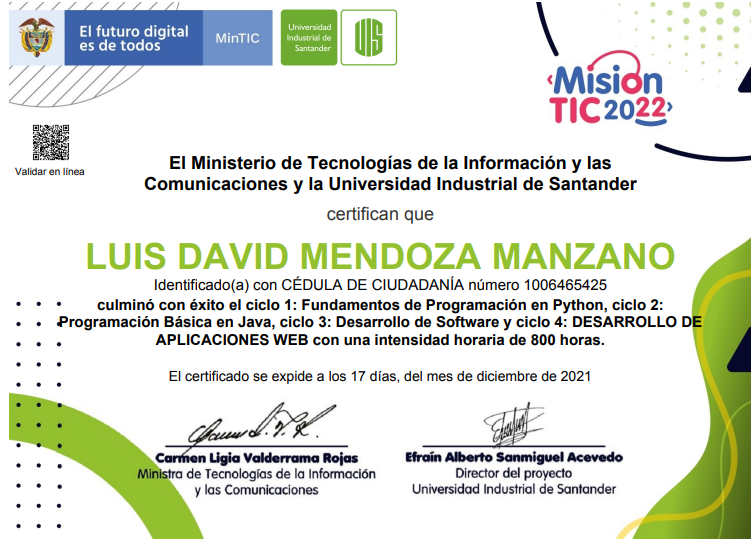 El futuro digital
es de todos
MinTIC
Universidad
Industrial de
Santander
UIS
Misión
TIC 2022
Validar en línea
El Ministerio de Tecnologías de la Información y las
Comunicaciones y la Universidad Industrial de Santander
certifican que
LUIS DAVID MENDOZA MANZANO
Identificado(a) con CÉDULA DE CIUDADANÍA número 1006465425
culminó con éxito el ciclo 1: Fundamentos de Programación en Python, ciclo 2:
Programación Básica en Java, ciclo 3: Desarrollo de Software y ciclo 4: DESARROLLO DE
APLICACIONES WEB con una intensidad horaria de 800 horas.
El certificado se expide a los 17 días, del mes de diciembre de 2021
Carmen Ligia Valderrama Rojas
Ministra de Tecnologías de la Información
y las Comunicaciones
Efraín Alberto Sanmiguel Acevedo
Director del proyecto
Universidad Industrial de Santander